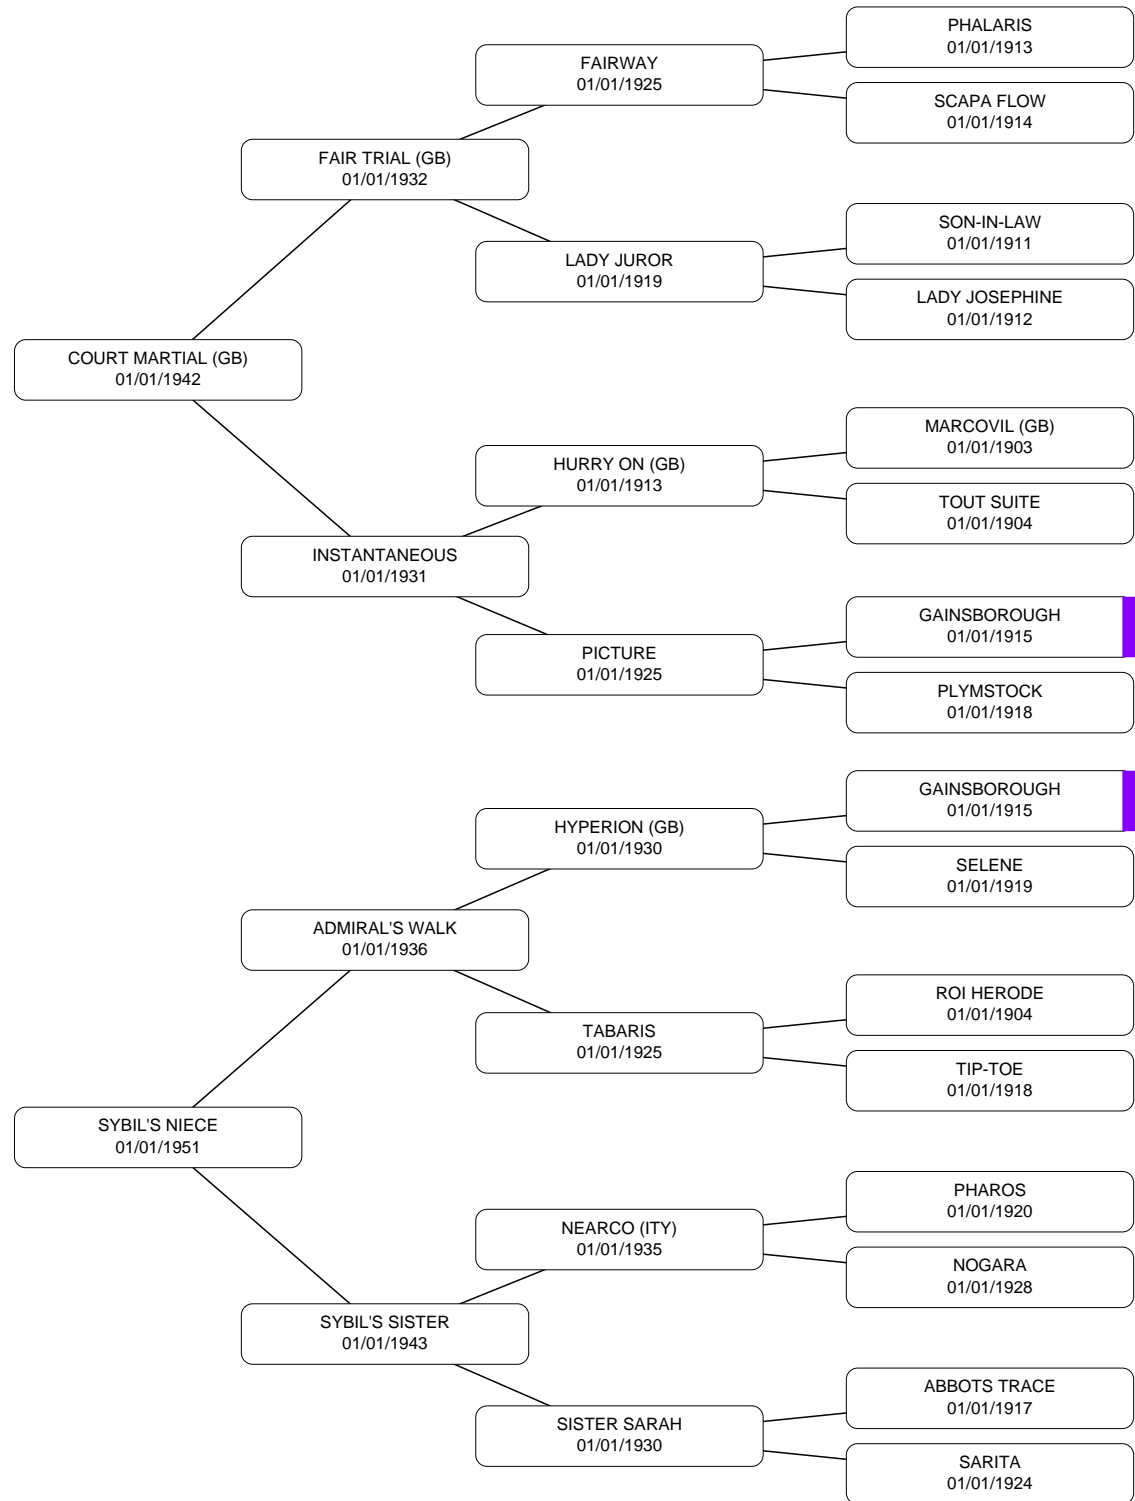 PHALARIS
01/01/1913
FAIRWAY
01/01/1925
SCAPA FLOW
01/01/1914
FAIR TRIAL (GB)
01/01/1932
SON-IN-LAW
01/01/1911
LADY JUROR
01/01/1919
LADY JOSEPHINE
01/01/1912
COURT MARTIAL (GB)
01/01/1942
MARCOVIL (GB)
01/01/1903
HURRY ON (GB)
01/01/1913
TOUT SUITE
01/01/1904
INSTANTANEOUS
01/01/1931
GAINSBOROUGH
01/01/1915
PICTURE
01/01/1925
PLYMSTOCK
01/01/1918
GAINSBOROUGH
01/01/1915
HYPERION (GB)
01/01/1930
SELENE
01/01/1919
ADMIRAL'S WALK
01/01/1936
ROI HERODE
01/01/1904
TABARIS
01/01/1925
TIP-TOE
01/01/1918
SYBIL'S NIECE
01/01/1951
PHAROS
01/01/1920
NEARCO (ITY)
01/01/1935
NOGARA
01/01/1928
SYBIL'S SISTER
01/01/1943
ABBOTS TRACE
01/01/1917
SISTER SARAH
01/01/1930
SARITA
01/01/1924